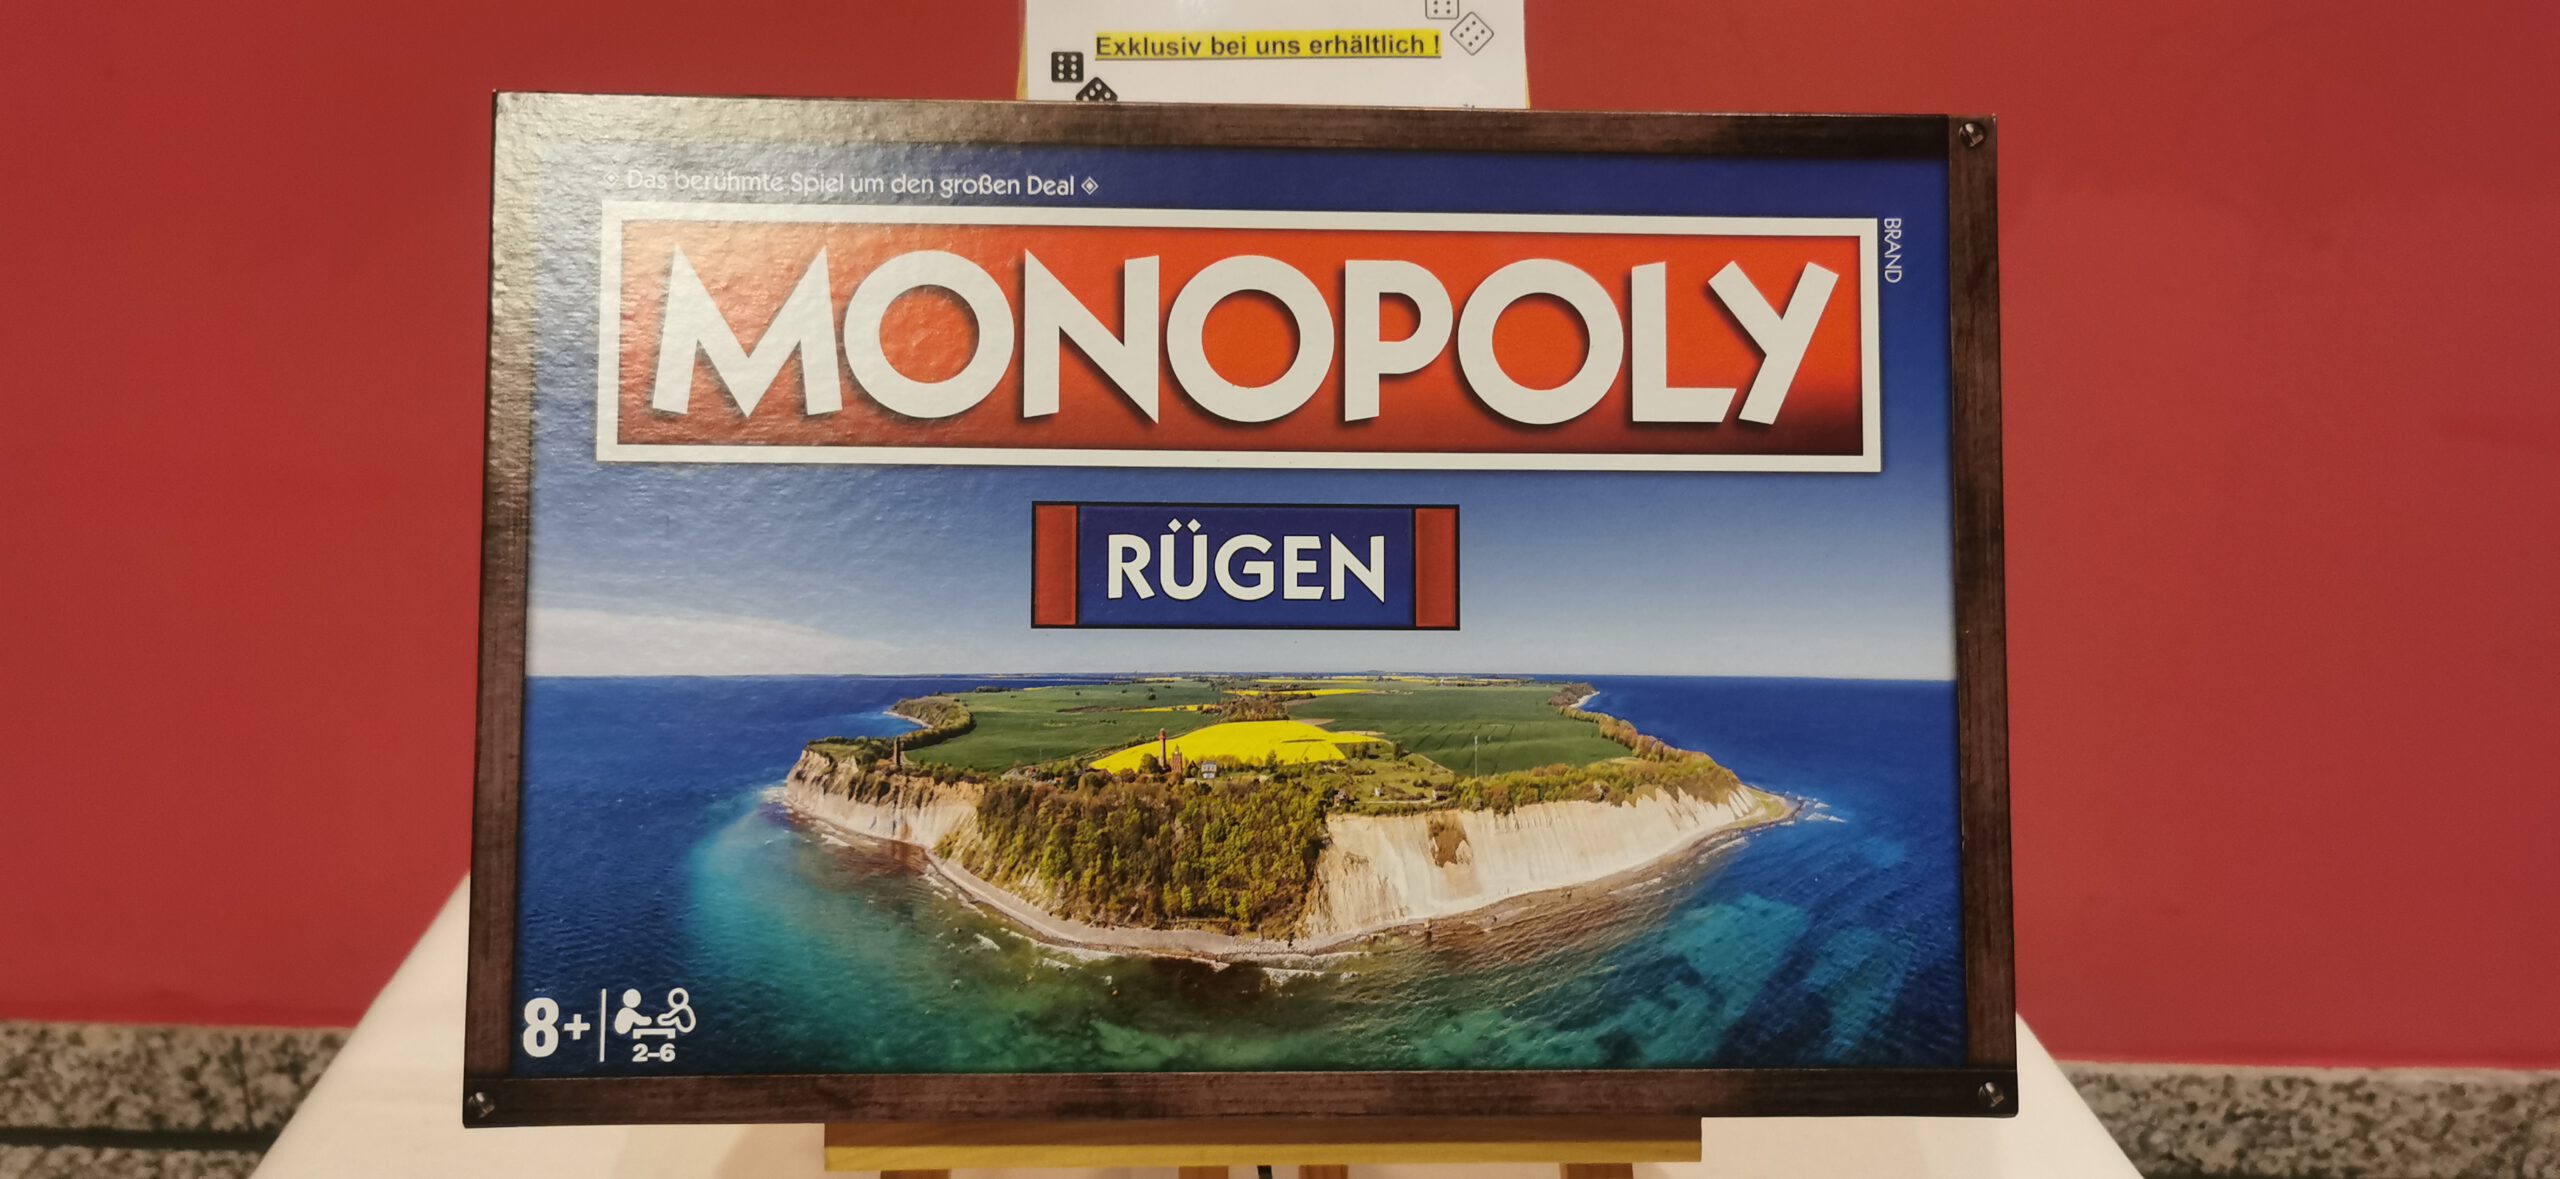 Exklusiv bei uns erhältlich !
Das berühmte Spiel um den großen Deal
MONOPOLY
BRAND
RÜGEN
8+
2–6